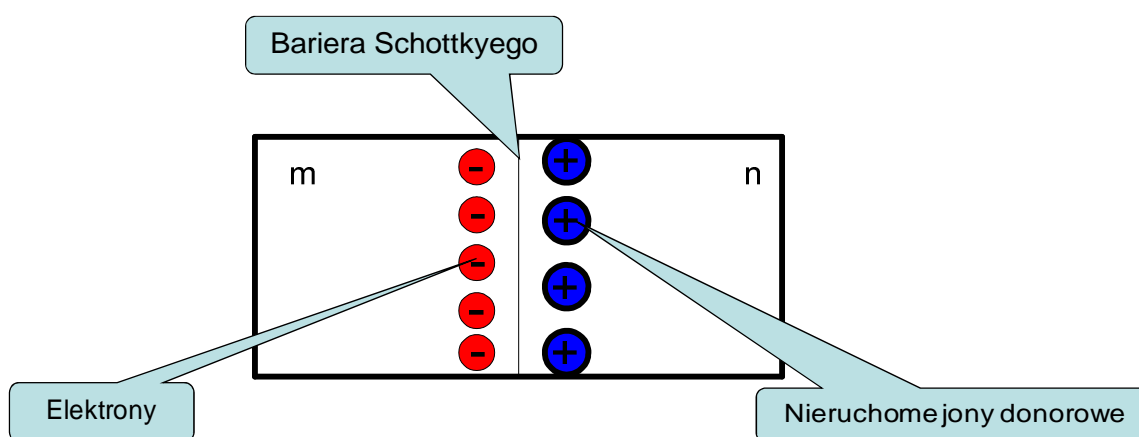 Bariera Schottkyego
m
n
- +
- +
-
- +
- +
Elektrony
Nieruchome jony donorowe